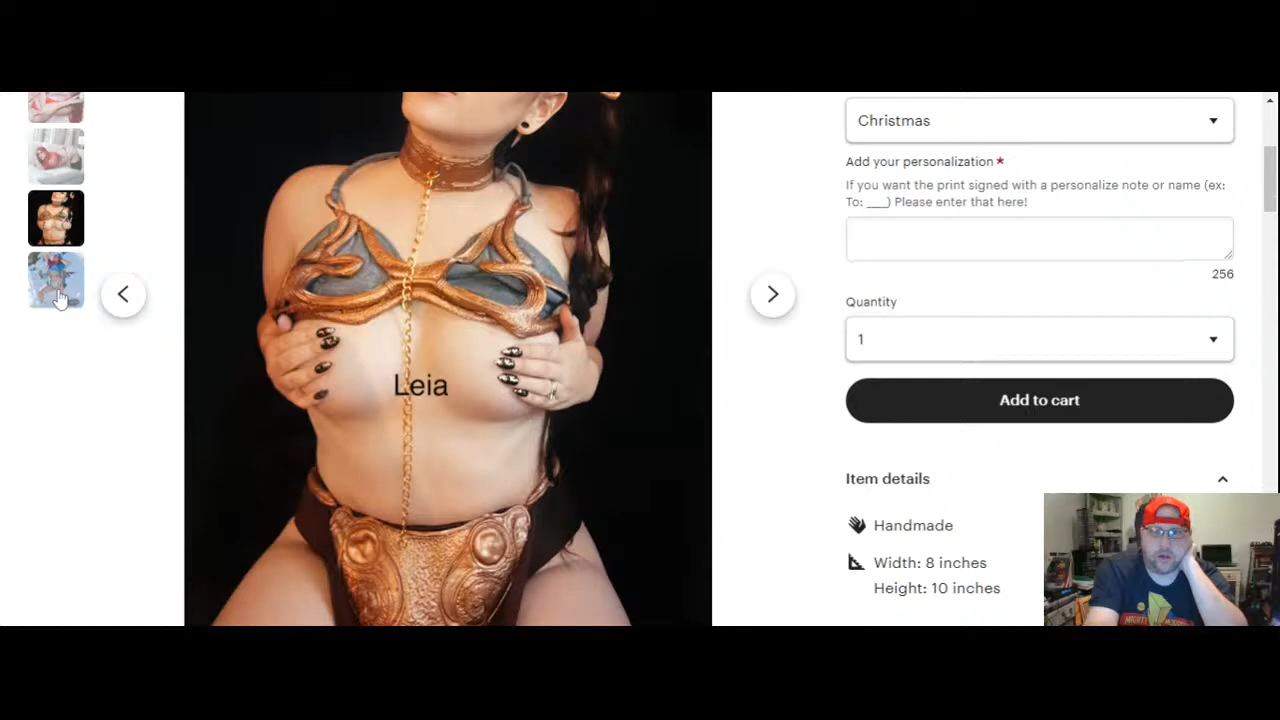 Christmas
Add your personalization *
If you want the print signed with a personalize note or name (ex:
To: ___) Please enter that here!
256
Quantity
1
Leia
Add to cart
Item details
Handmade
Width: 8 inches
Height: 10 inches
MIGHTY